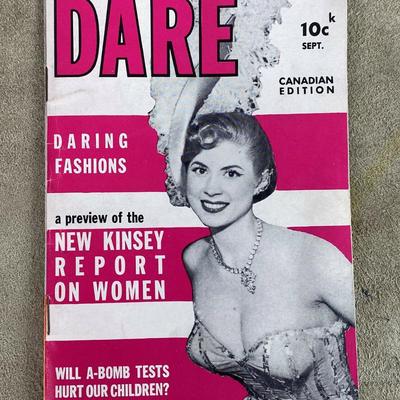 DARE
10¢ k
SEPT.
CANADIAN
EDITION
DARING
FASHIONS
a preview of the
NEW KINSEY
REPORT
ON WOMEN
WILL A-BOMB TESTS
HURT OUR CHILDREN?